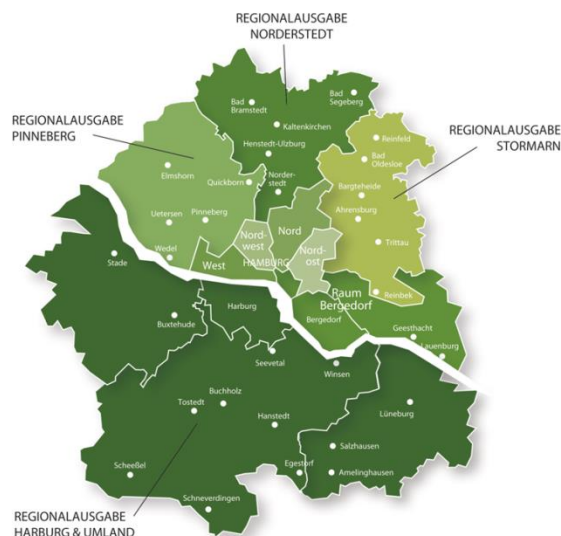 REGIONALAUSGABE
NORDERSTEDT
Bad
Segeberg
Bad
Bramstedt
Kaltenkirchen
REGIONALAUSGABE
PINNEBERG
Reinfeld
REGIONALAUSGABE
STORMARN
Henstedt-Ulzburg
Bad
Oldesloe
Elmshorn
Quickborn
Norder-
stedt
Bargteheide
Ahrensburg
Uetersen
Pinneberg
Nord-
west
Nord
Nord-
ost
Trittau
Wedel
West
HAMBURG
Stade
Raum
Bergedorf
Reinbek
Harburg
Buxtehude
Bergedorf
Geesthacht
Lauenburg
Seevetal
Winsen
Buchholz
Tostedt
Hanstedt
Lüneburg
Salzhausen
Scheeßel
Egestorf
Amelinghausen
Schneverdingen
REGIONALAUSGABE
HARBURG & UMLAND